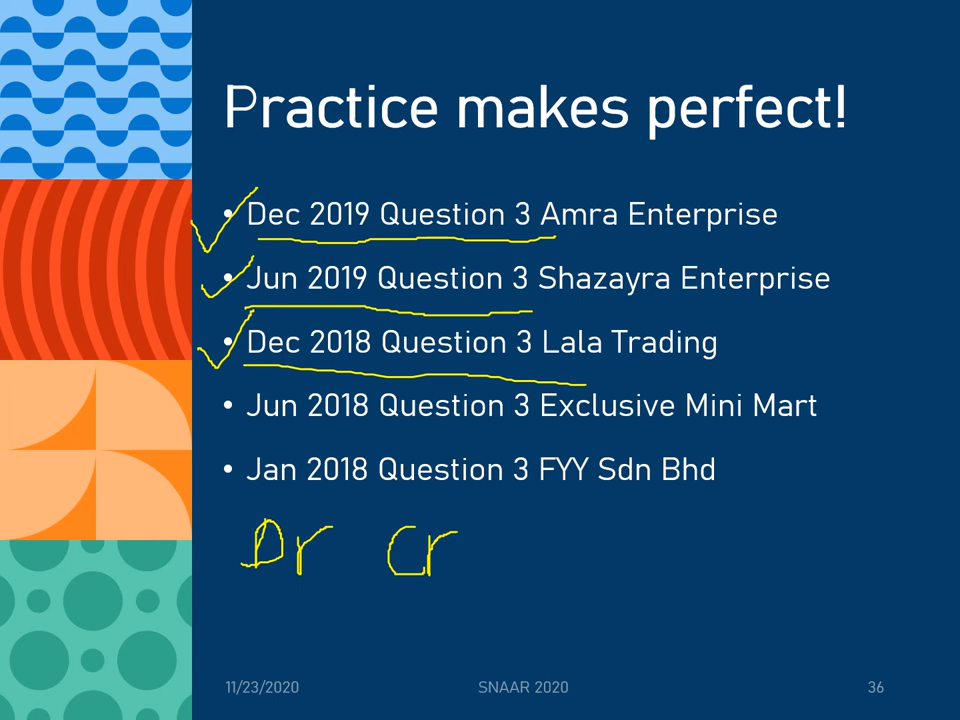 Practice makes perfect!
• Dec 2019 Question 3 Amra Enterprise
• Jun 2019 Question 3 Shazayra Enterprise
• Dec 2018 Question 3 Lala Trading
• Jun 2018 Question 3 Exclusive Mini Mart
• Jan 2018 Question 3 FYY Sdn Bhd
Dr Cr
11/23/2020 SNAAR 2020 36